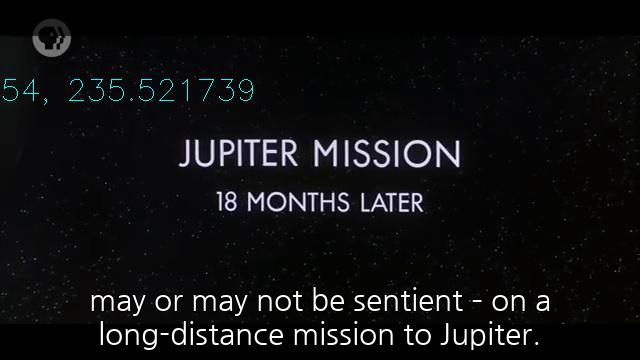 54, 235.521739
JUPITER MISSION
18 MONTHS LATER
may or may not be sentient - on a
long-distance mission to Jupiter.